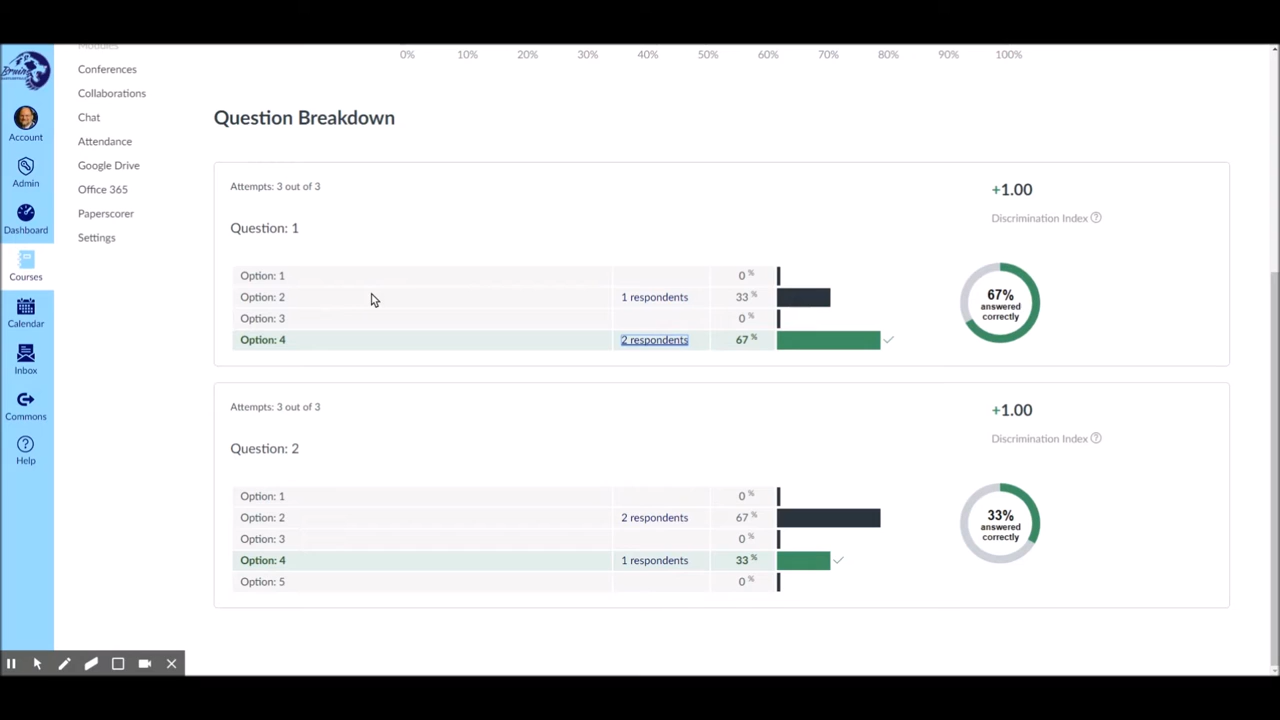 Modules
0% 10% 20% 30% 40% 50% 60% 70% 80% 90% 100%
Conferences
Collaborations
Chat
Attendance
Google Drive
Office 365
Paperscorer
Settings
Bruins
Account
Admin
Dashboard
Courses
Calendar
Inbox
Commons
Help
Question Breakdown
Attempts: 3 out of 3
+1.00
Discrimination Index ?
Question: 1
Option: 1 0 %
Option: 2 1 respondents 33 %
Option: 3 0 %
Option: 4 2 respondents 67 %
67%
answered
correctly
Attempts: 3 out of 3
+1.00
Discrimination Index ?
Question: 2
Option: 1 0 %
Option: 2 2 respondents 67 %
Option: 3 0 %
Option: 4 1 respondents 33 %
Option: 5 0 %
33%
answered
correctly